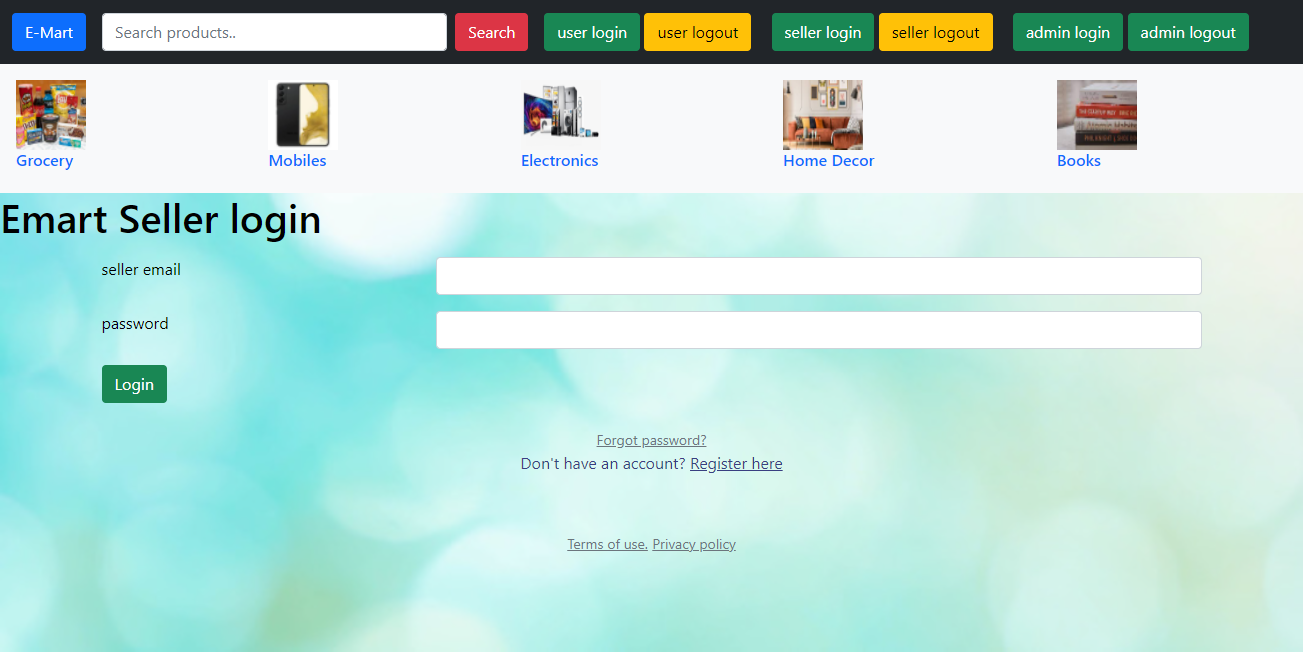 E-Mart Search products.. Search user login user logout seller login seller logout admin login admin logout
Grocery Mobiles Electronics Home Decor Books
Emart Seller login
seller email
password
Login
Forgot password?
Don't have an account? Register here
Terms of use. Privacy policy